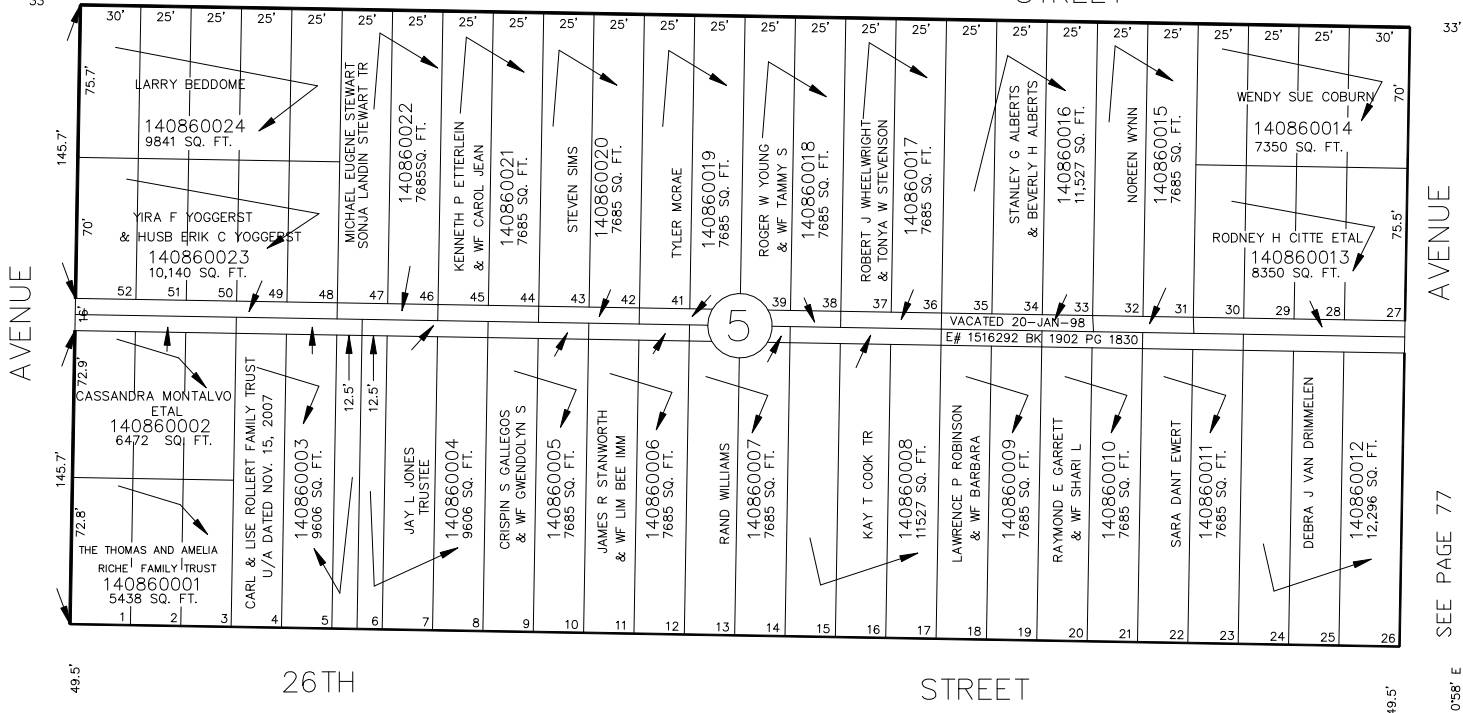 STREET
33'
30' 25' 25' 25' 25' 25' 25' 25' 25' 25' 25' 25' 25' 25' 25' 25' 25' 25' 25' 25' 25' 25' 25' 25' 25' 30'
33'
75.7'
145.7'
70'
LARRY BEDDOME
140860024
9841 SQ. FT.
YIRA F YOGGERST
& HUSB ERIK C YOGGERST
140860023
10,140 SQ. FT.
MICHAEL EUGENE STEWART
SONJA LANDIN STEWART TR
140860022
7685SQ. FT.
KENNETH P ETTERLEIN
& WF CAROL JEAN
140860021
7685 SQ. FT.
STEVEN SIMS
140860020
7685 SQ. FT.
TYLER MCRAE
140860019
7685 SQ. FT.
ROGER W YOUNG
& WF TAMMY S
140860018
7685 SQ. FT.
ROBERT J WHEELWRIGHT
& TONYA W STEVENSON
140860017
7685 SQ. FT.
STANLEY G ALBERTS
& BEVERLY H ALBERTS
140860016
11,527 SQ. FT.
NOREEN WYNN
140860015
7685 SQ. FT.
WENDY SUE COBURN
140860014
7350 SQ. FT.
70'
RODNEY H CITTE ETAL
140860013
8350 SQ. FT.
75.5'
52 51 50 49 48 47 46 45 44 43 42 41 39 38 37 36 35 34 33 32 31 30 29 28 27
AVENUE
AVENUE
16'
5
VACATED 20-JAN-98
E# 1516292 BK 1902 PG 1830
72.9'
145.7'
72.8'
CASSANDRA MONTALVO
ETAL
140860002
6472 SQ. FT.
THE THOMAS AND AMELIA
RICHE FAMILY TRUST
140860001
5438 SQ. FT.
CARL & LISE ROLLERT FAMILY TRUST
U/A DATED NOV. 15, 2007
140860003
9606 SQ. FT.
12.5'
12.5'
JAY L JONES
TRUSTEE
140860004
9606 SQ. FT.
CRISPIN S GALLEGOS
& WF GWENDOLYN S
140860005
7685 SQ. FT.
JAMES R STANWORTH
& WF LIM BEE IMM
140860006
7685 SQ. FT.
RAND WILLIAMS
140860007
7685 SQ. FT.
KAY T COOK TR
140860008
11527 SQ. FT.
LAWRENCE P ROBINSON
& WF BARBARA
140860009
7685 SQ. FT.
RAYMOND E GARRETT
& WF SHARI L
140860010
7685 SQ. FT.
SARA DANT EWERT
140860011
7685 SQ. FT.
DEBRA J VAN DRIMMELEN
140860012
12,296 SQ. FT.
1 2 3 4 5 6 7 8 9 10 11 12 13 14 15 16 17 18 19 20 21 22 23 24 25 26
SEE PAGE 77
49.5'
26TH
STREET
49.5'
0°58' E